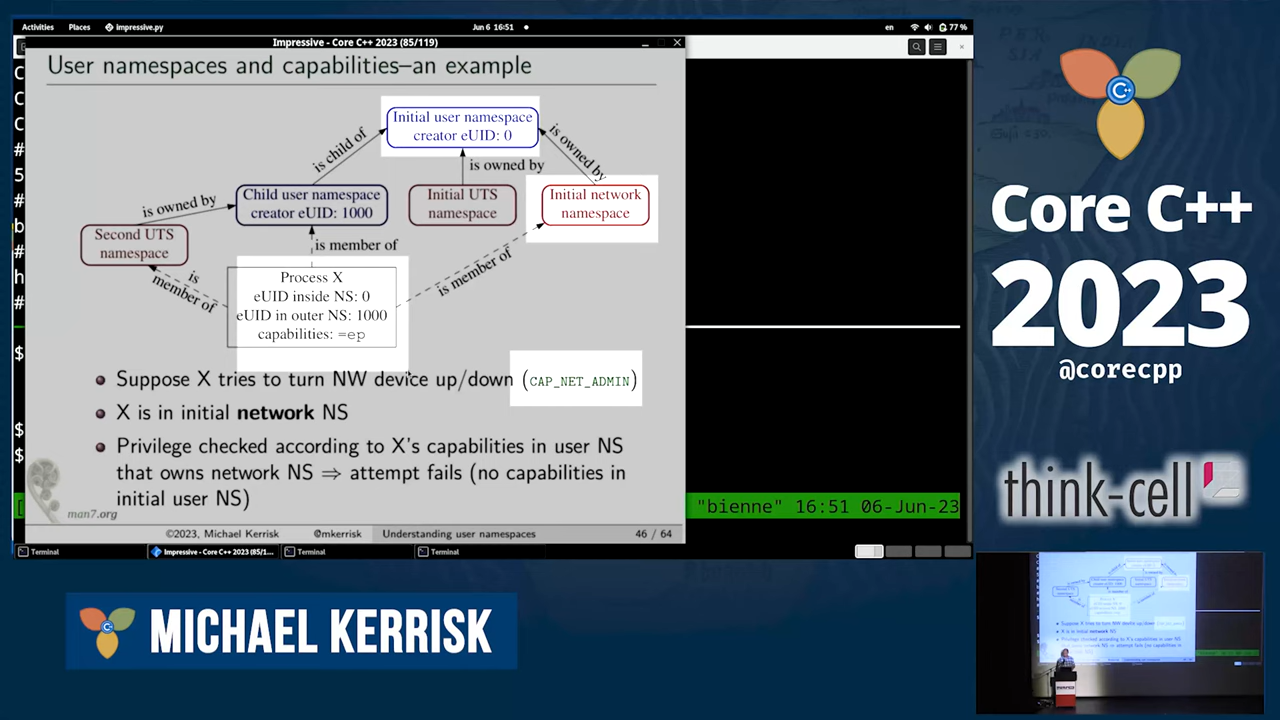 Activities Places Impressive.py Jun 6 16:51 en 77 %
Impressive - Core C++ 2023 (85/119)
User namespaces and capabilities—an example
Initial user namespace
creator eUID: 0
is child of
is owned by
is owned by
Child user namespace
creator eUID: 1000
Initial UTS
namespace
Initial network
namespace
is owned by
Second UTS
namespace
is member of
is
member of
is member of
Process X
eUID inside NS: 0
eUID in outer NS: 1000
capabilities: =ep
Suppose X tries to turn NW device up/down (CAP_NET_ADMIN)
X is in initial network NS
Privilege checked according to X's capabilities in user NS
that owns network NS ⇒ attempt fails (no capabilities in
initial user NS)
man7.org
©2023, Michael Kerrisk @mkerrisk Understanding user namespaces 46 / 64
C
C
C
#
5
#
b
#
h
#
$
$
$
[
"bienne" 16:51 06-Jun-23
Terminal Impressive - Core C++ 2023 (85/1... Terminal Terminal
C++
Core C++
2023
@corecpp
think-cell
C++
MICHAEL KERRISK